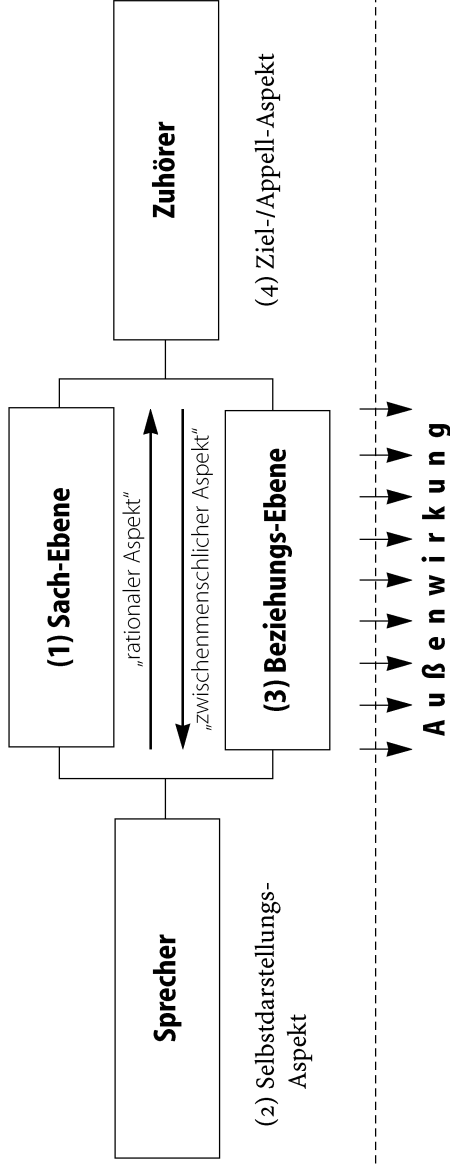 (1) Sach-Ebene
„rationaler Aspekt“
Sprecher
Zuhörer
„zwischenmenschlicher Aspekt“
(3) Beziehungs-Ebene
(2) Selbstdarstellungs-
Aspekt
(4) Ziel-/Appell-Aspekt
Außenwirkung